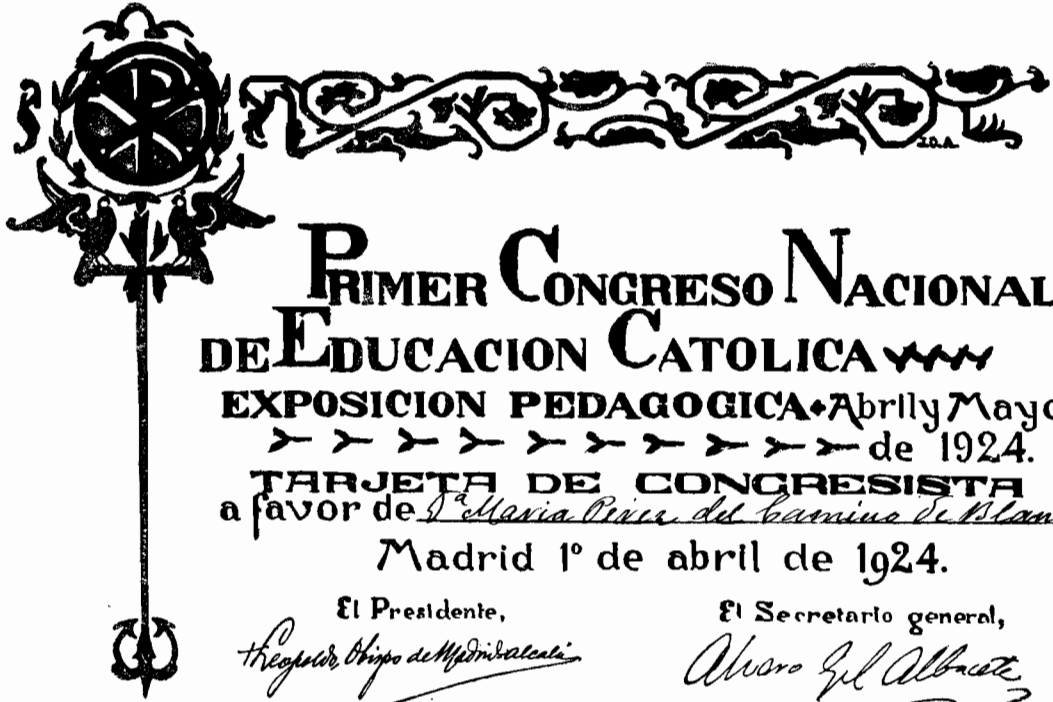 J.O.A.
PRIMER CONGRESO NACIONAL
DE EDUCACION CATOLICA
EXPOSICION PEDAGOGICA Abril y Mayo
de 1924.
TARJETA DE CONGRESISTA
a favor de Dª Maria Perez del Camino de Blan
Madrid 1º de abril de 1924.
El Presidente,
El Secretario general,
+ Leopoldo, Obispo de Madrid-Alcalá
Alvaro Gil Albacete